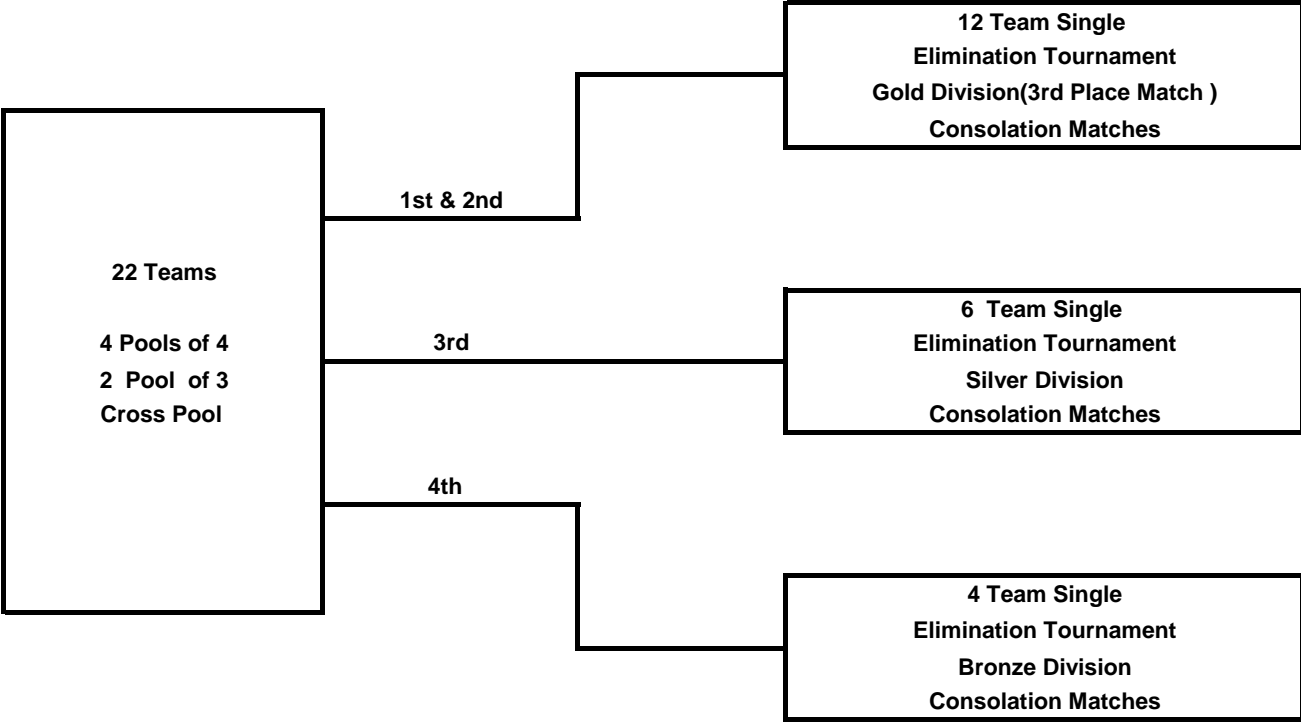 22 Teams
4 Pools of 4
2 Pool of 3
Cross Pool
1st & 2nd
3rd
4th
12 Team Single
Elimination Tournament
Gold Division(3rd Place Match )
Consolation Matches
6 Team Single
Elimination Tournament
Silver Division
Consolation Matches
4 Team Single
Elimination Tournament
Bronze Division
Consolation Matches